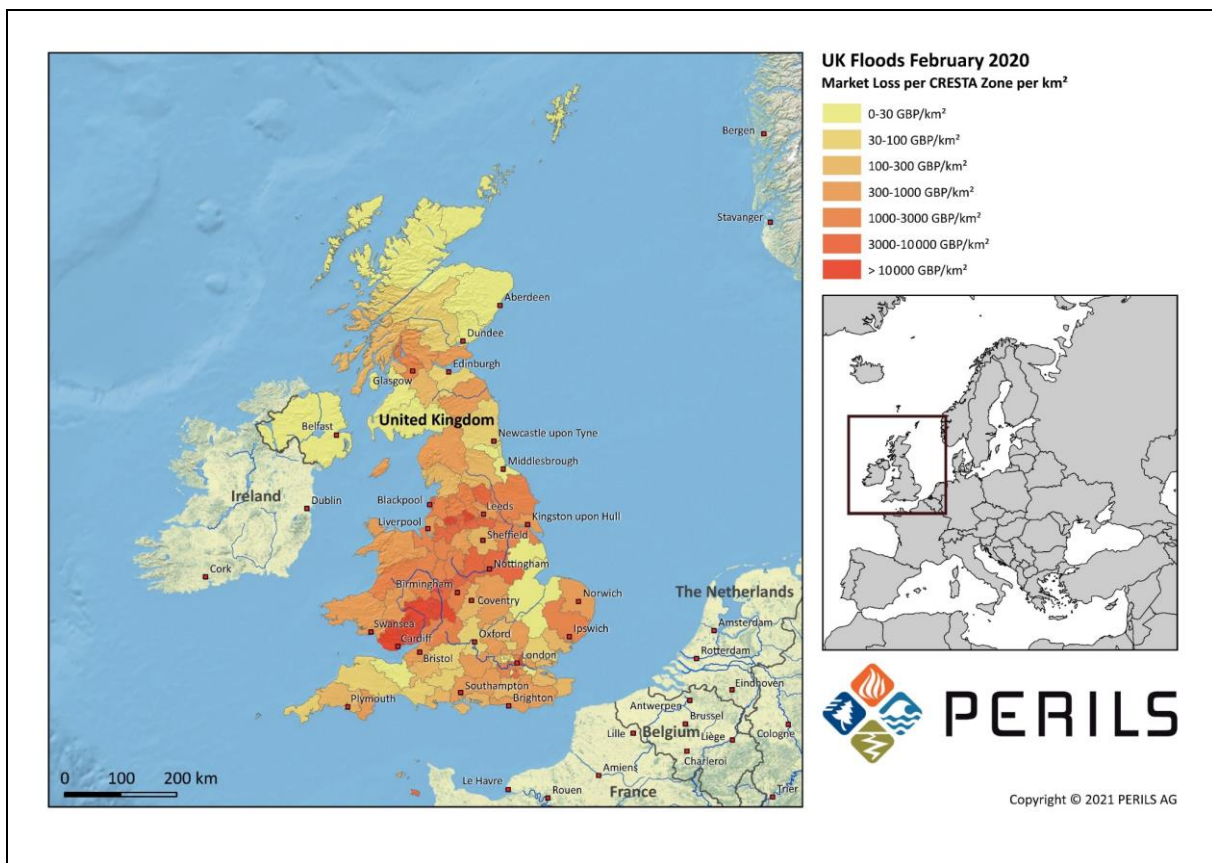 UK Floods February 2020
Market Loss per CRESTA Zone per km²
0-30 GBP/km²
30-100 GBP/km²
100-300 GBP/km²
300-1000 GBP/km²
1000-3000 GBP/km²
3000-10 000 GBP/km²
> 10 000 GBP/km²
Bergen
Stavanger
Aberdeen
Dundee
Edinburgh
Glasgow
United Kingdom
Belfast
Newcastle upon Tyne
Middlesbrough
Ireland
Dublin
Blackpool
Leeds
Liverpool
Kingston upon Hull
Sheffield
Cork
Nottingham
Birmingham
Coventry
Norwich
The Netherlands
Swansea
Cardiff
Oxford
Ipswich
Amsterdam
Bristol
London
Rotterdam
Plymouth
Southampton
Brighton
Eindhoven
Antwerpen
Brussel
Lille
Belgium
Liège
Cologne
Charleroi
Amiens
Le Havre
Rouen
France
Trier
0 100 200 km
PERILS
Copyright © 2021 PERILS AG